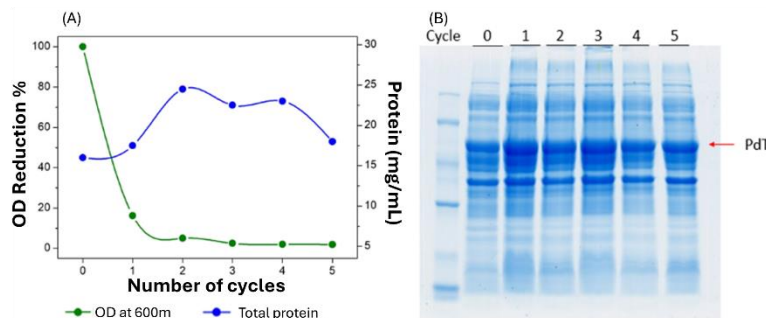 (A)
100
80
60
40
20
0
OD Reduction %
30
25
20
15
10
5
Protein (mg/mL)
0 1 2 3 4 5
Number of cycles
OD at 600m Total protein
(B)
Cycle 0 1 2 3 4 5